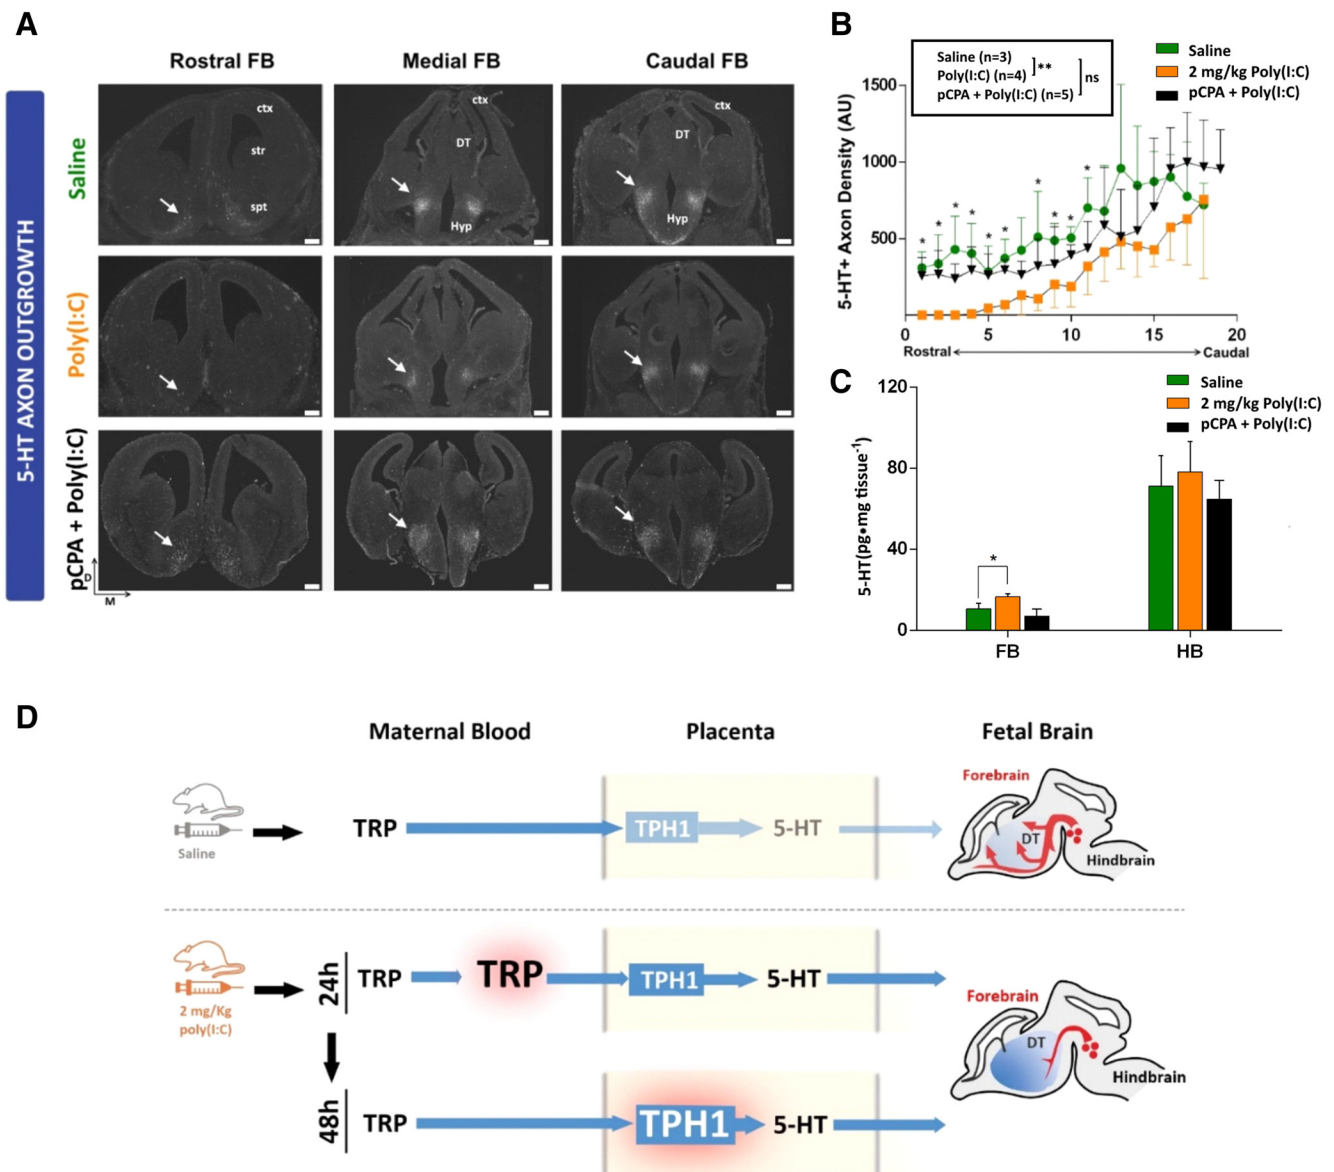 A
Rostral FB
Medial FB
Caudal FB
5-HT AXON OUTGROWTH
Saline
ctx
str
spt
ctx
DT
Hyp
ctx
DT
Hyp
Poly(I:C)
pCPA + Poly(I:C)
D
M
B
Saline (n=3)
Poly(I:C) (n=4)
pCPA + Poly(I:C) (n=5)
**
ns
Saline
2 mg/kg Poly(I:C)
pCPA + Poly(I:C)
5-HT+ Axon Density (AU)
1500
1000
500
* * * * * * * * * *
0 5 10 15 20
Rostral Caudal
C
Saline
2 mg/kg Poly(I:C)
pCPA + Poly(I:C)
5-HT(pg•mg tissue-1)
120
80
40
0
*
FB HB
D
Maternal Blood Placenta Fetal Brain
Saline
TRP TPH1 5-HT
Forebrain
DT
Hindbrain
2 mg/Kg
poly(I:C)
24h
TRP TRP TPH1 5-HT
Forebrain
DT
Hindbrain
48h
TRP TPH1 5-HT